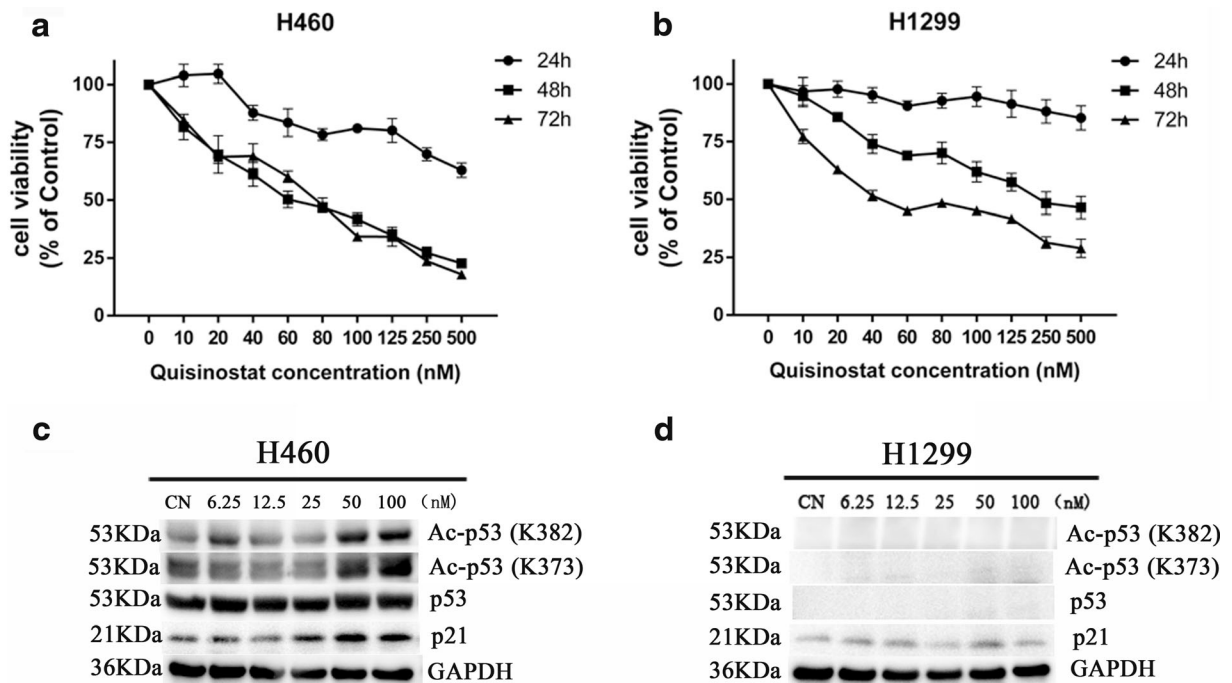 a
H460
24h
48h
72h
100
75
50
25
0
cell viability
(% of Control)
0 10 20 40 60 80 100 125 250 500
Quisinostat concentration (nM)
b
H1299
24h
48h
72h
100
75
50
25
0
cell viability
(% of Control)
0 10 20 40 60 80 100 125 250 500
Quisinostat concentration (nM)
c
H460
CN 6.25 12.5 25 50 100 (nM)
53KDa Ac-p53 (K382)
53KDa Ac-p53 (K373)
53KDa p53
21KDa p21
36KDa GAPDH
d
H1299
CN 6.25 12.5 25 50 100 (nM)
53KDa Ac-p53 (K382)
53KDa Ac-p53 (K373)
53KDa p53
21KDa p21
36KDa GAPDH